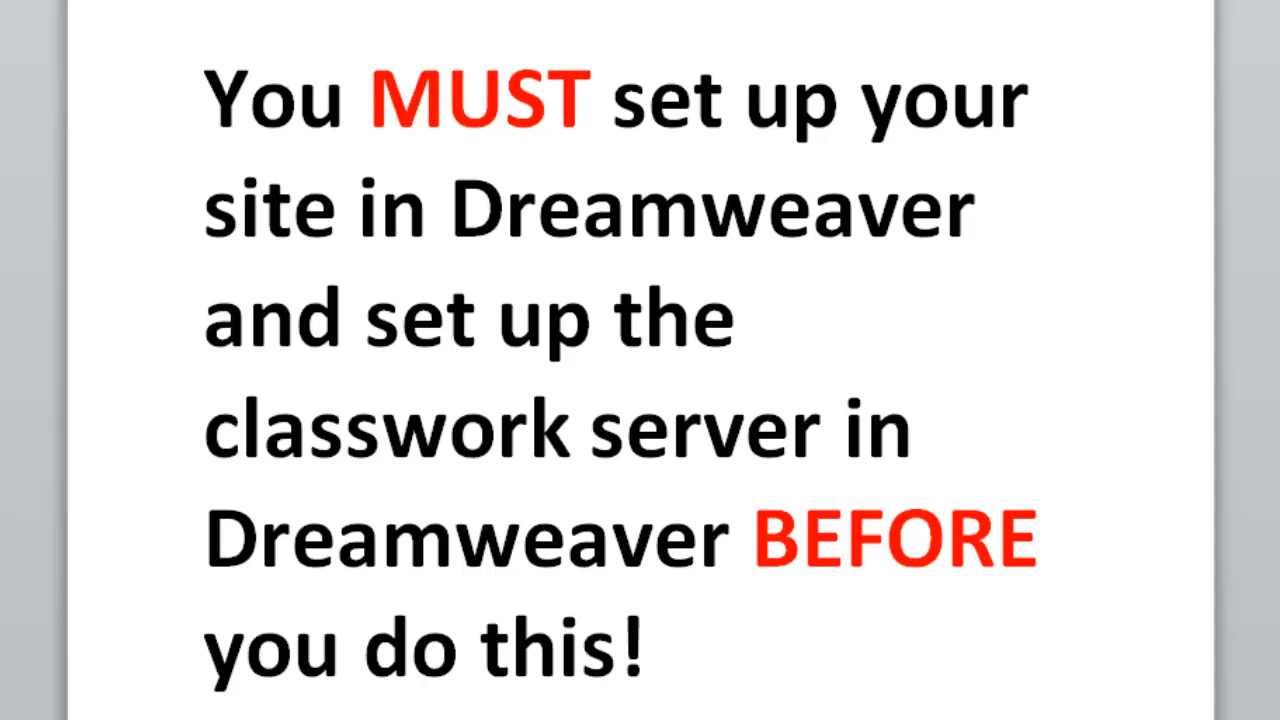 You MUST set up your
site in Dreamweaver
and set up the
classwork server in
Dreamweaver BEFORE
you do this!